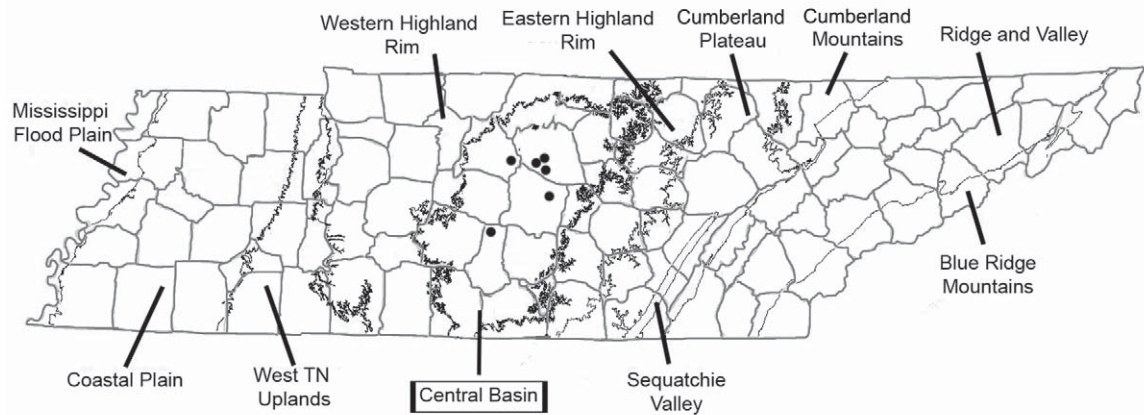 Western Highland
Rim
Eastern Highland
Rim
Cumberland
Plateau
Cumberland
Mountains
Ridge and Valley
Mississippi
Flood Plain
Blue Ridge
Mountains
Coastal Plain
West TN
Uplands
Central Basin
Sequatchie
Valley